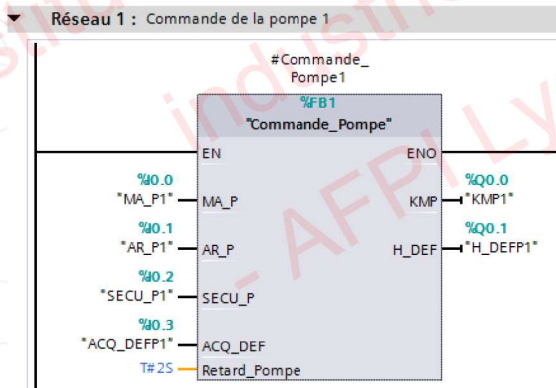 Réseau 1 : Commande de la pompe 1
#Commande_
Pompe1
%FB1
"Commande_Pompe"
EN ENO
%I0.0 %Q0.0
"MA_P1" MA_P KMP "KMP1"
%I0.1 %Q0.1
"AR_P1" AR_P H_DEF "H_DEFP1"
%I0.2
"SECU_P1" SECU_P
%I0.3
"ACQ_DEFP1" ACQ_DEF
T#2S Retard_Pompe
industrie
- AFPI Ly